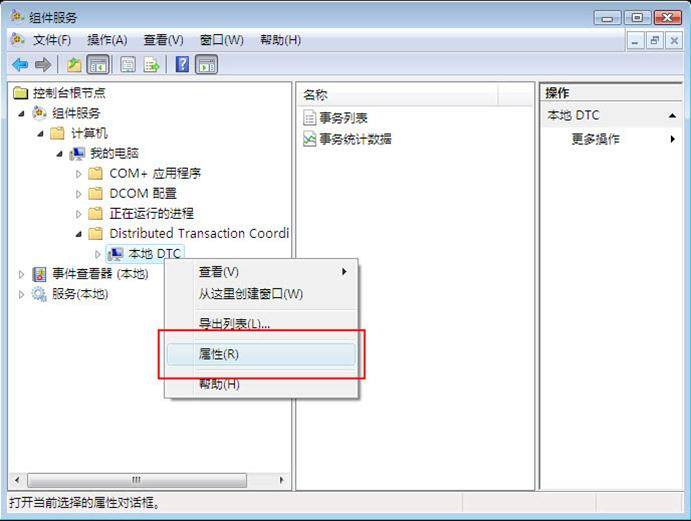 组件服务
文件(F) 操作(A) 查看(V) 窗口(W) 帮助(H)
控制台根节点
组件服务
计算机
我的电脑
COM+ 应用程序
DCOM 配置
正在运行的进程
Distributed Transaction Coordi
本地 DTC
事件查看器 (本地)
服务(本地)
名称
事务列表
事务统计数据
操作
本地 DTC
更多操作
查看(V)
从这里创建窗口(W)
导出列表(L)...
属性(R)
帮助(H)
打开当前选择的属性对话框。